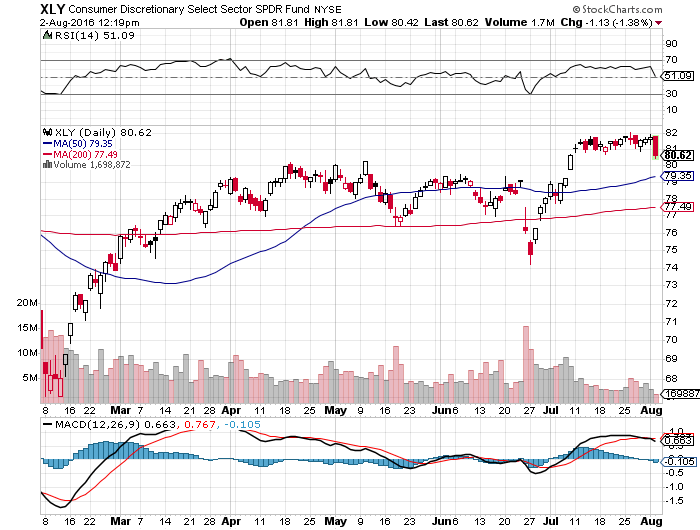 XLY Consumer Discretionary Select Sector SPDR Fund NYSE © StockCharts.com
2-Aug-2016 12:19pm Open 81.81 High 81.81 Low 80.42 Last 80.62 Volume 1.7M Chg -1.13 (-1.38%)
RSI(14) 51.09
90
70
51.09
30
10
XLY (Daily) 80.62
MA(50) 79.35
MA(200) 77.49
Volume 1,698,872
82
81
80.62
80
79.35
79
78
77.49
77
76
75
74
73
72
71
70
69
68
20M
15M
10M
5M
1698872
8 16 22 Mar 7 14 21 28 Apr 11 18 25 May 9 16 23 Jun 6 13 20 27 Jul 11 18 25 Aug
MACD(12,26,9) 0.663, 0.767, -0.105
1.0
0.663
-0.105
-0.5
-1.0
-1.5
8 16 22 Mar 7 14 21 28 Apr 11 18 25 May 9 16 23 Jun 6 13 20 27 Jul 11 18 25 Aug